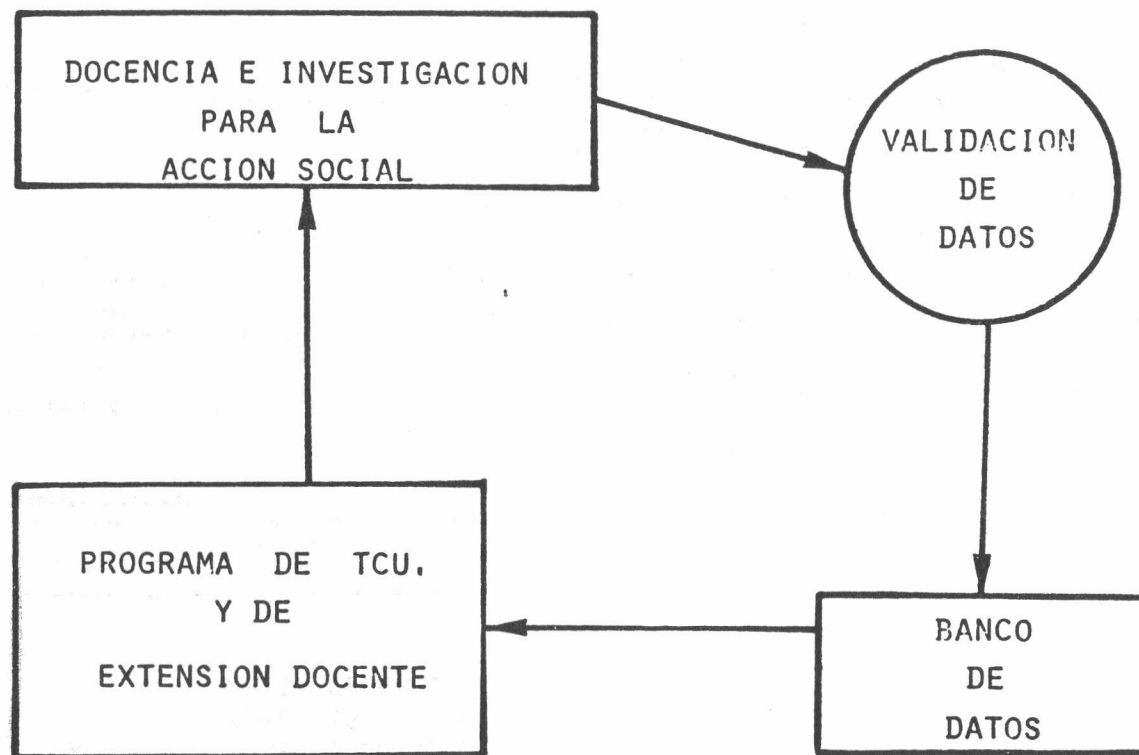 DOCENCIA E INVESTIGACION
PARA LA
ACCION SOCIAL
VALIDACION
DE
DATOS
PROGRAMA DE TCU.
Y DE
EXTENSION DOCENTE
BANCO
DE
DATOS